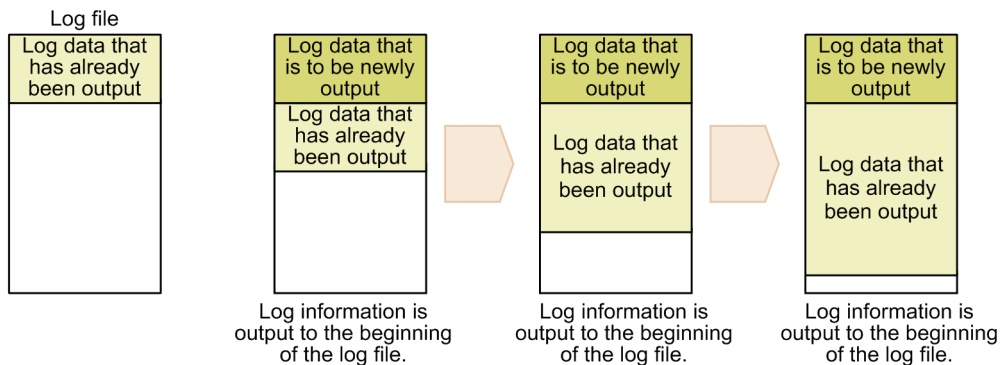 Log file
Log data that
has already
been output
Log data that
is to be newly
output
Log data that
has already
been output
Log information is
output to the beginning
of the log file.
Log data that
is to be newly
output
Log data that
has already
been output
Log information is
output to the beginning
of the log file.
Log data that
is to be newly
output
Log data that
has already
been output
Log information is
output to the beginning
of the log file.